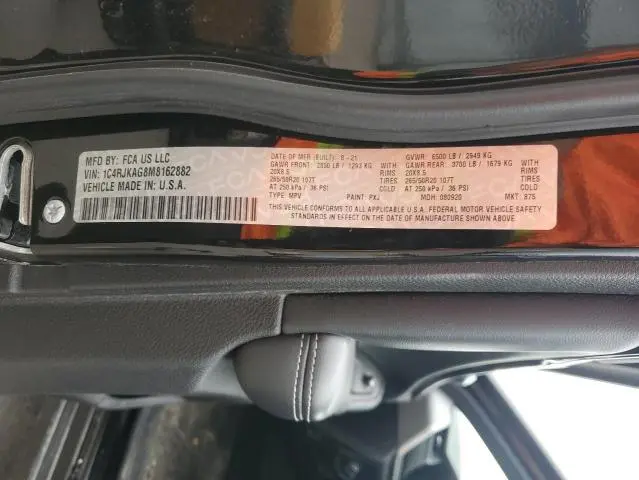 MFD BY: FCA US LLC
VIN: 1C4RJKAG8M8162882
VEHICLE MADE IN U.S.A.
DATE OF MFR (BUILT): 8-21
GAWR FRONT: 2850 LB / 1293 KG
WITH
20X8.5
RIMS
265/50R20 107T
TIRES
AT 250 kPa / 36 PSI
TYPE: MPV PAINT: PXJ
GVWR: 6500 LB / 2949 KG
GAWR REAR: 3700 LB / 1679 KG
WITH
20X8.5
RIMS
265/50R20 107T
TIRES
AT 250 kPa / 36 PSI
MDH: 080920 MKT: 875
THIS VEHICLE CONFORMS TO ALL APPLICABLE U.S.A. FEDERAL MOTOR VEHICLE SAFETY
STANDARDS IN EFFECT ON THE DATE OF MANUFACTURE SHOWN ABOVE.